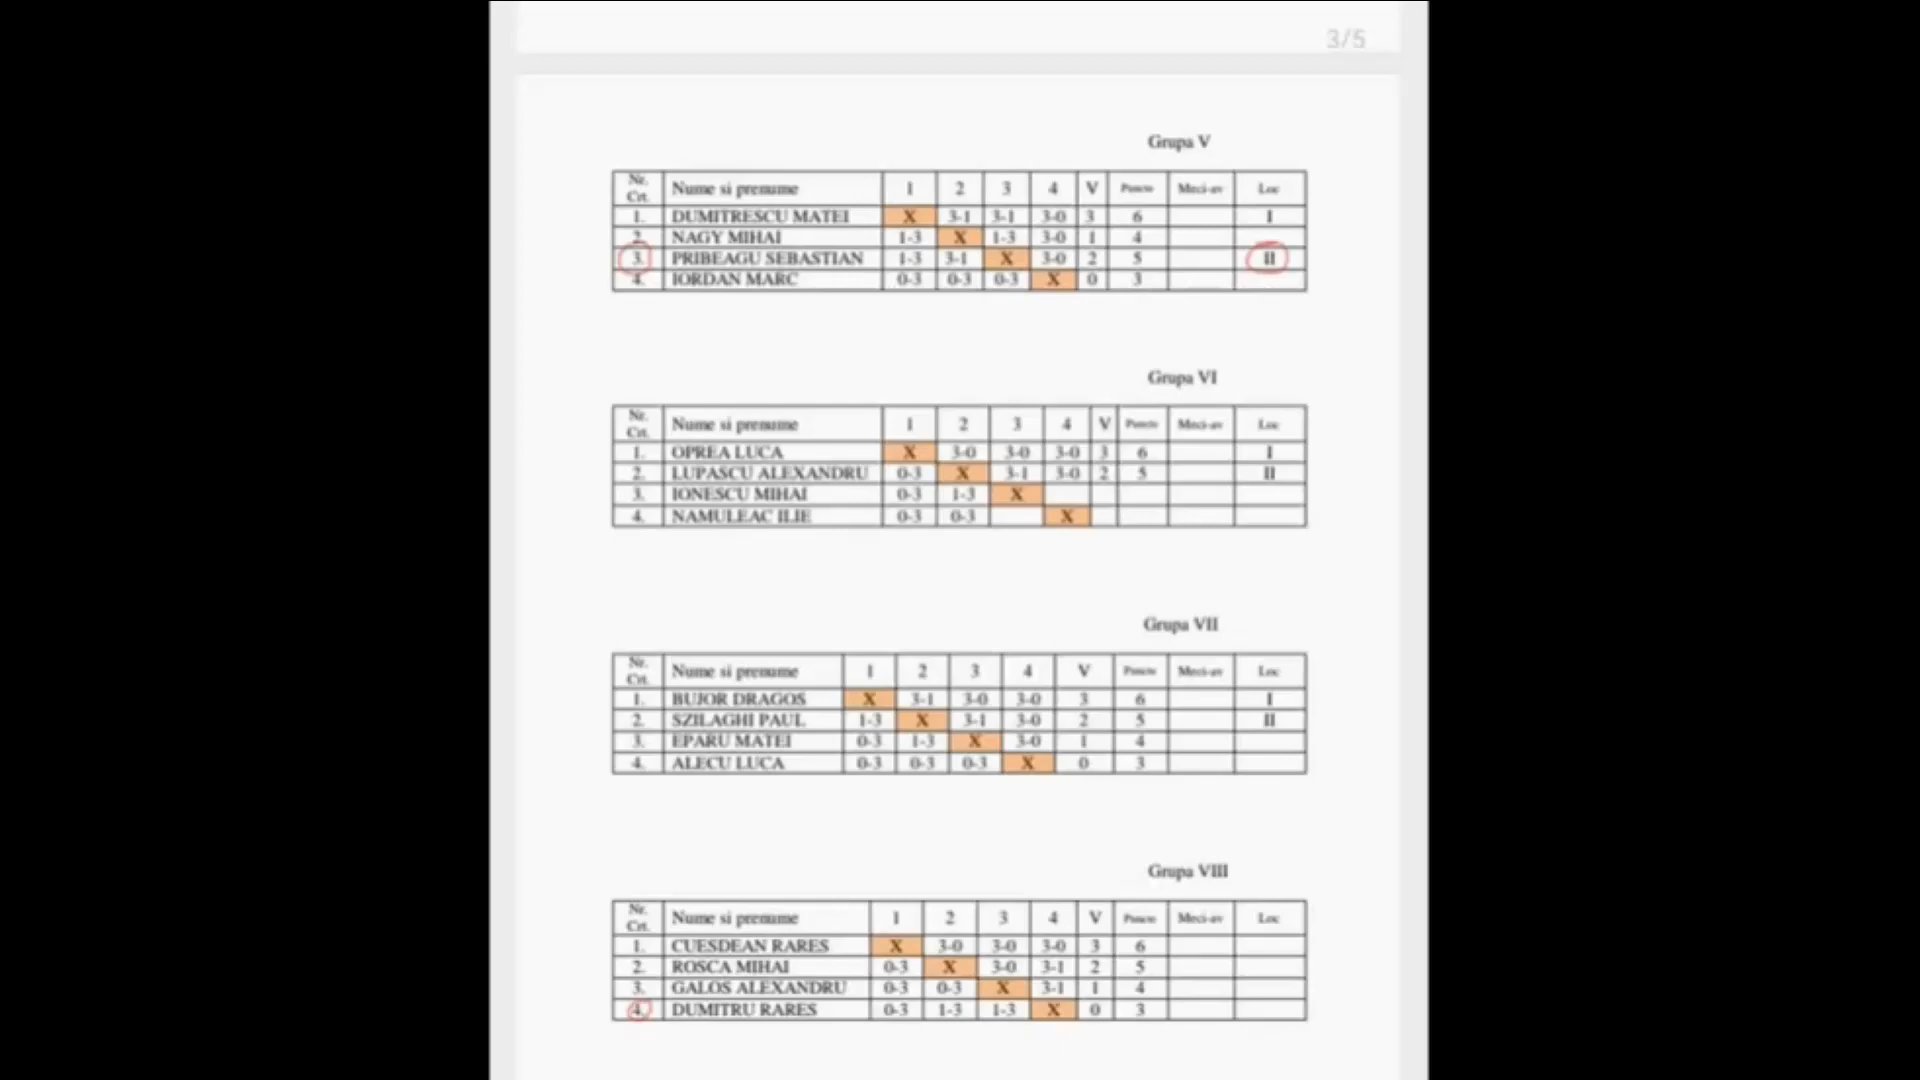 3/5
Grupa V
Nr. Crt. Nume si prenume 1 2 3 4 V Puncte Meci-av Loc
1. DUMITRESCU MATEI X 3-1 3-1 3-0 3 6 I
2. NAGY MIHAI 1-3 X 1-3 3-0 1 4
3. PRIBEAGU SEBASTIAN 1-3 3-1 X 3-0 2 5 II
4. IORDAN MARC 0-3 0-3 0-3 X 0 3
Grupa VI
Nr. Crt. Nume si prenume 1 2 3 4 V Puncte Meci-av Loc
1. OPREA LUCA X 3-0 3-0 3-0 3 6 I
2. LUPASCU ALEXANDRU 0-3 X 3-1 3-0 2 5 II
3. IONESCU MIHAI 0-3 1-3 X
4. NAMULEAC ILIE 0-3 0-3 X
Grupa VII
Nr. Crt. Nume si prenume 1 2 3 4 V Puncte Meci-av Loc
1. BUJOR DRAGOS X 3-1 3-0 3-0 3 6 I
2. SZILAGHI PAUL 1-3 X 3-1 3-0 2 5 II
3. EPARU MATEI 0-3 1-3 X 3-0 1 4
4. ALECU LUCA 0-3 0-3 0-3 X 0 3
Grupa VIII
Nr. Crt. Nume si prenume 1 2 3 4 V Puncte Meci-av Loc
1. CUESDEAN RARES X 3-0 3-0 3-0 3 6
2. ROSCA MIHAI 0-3 X 3-0 3-1 2 5
3. GALOS ALEXANDRU 0-3 0-3 X 3-1 1 4
4. DUMITRU RARES 0-3 1-3 1-3 X 0 3